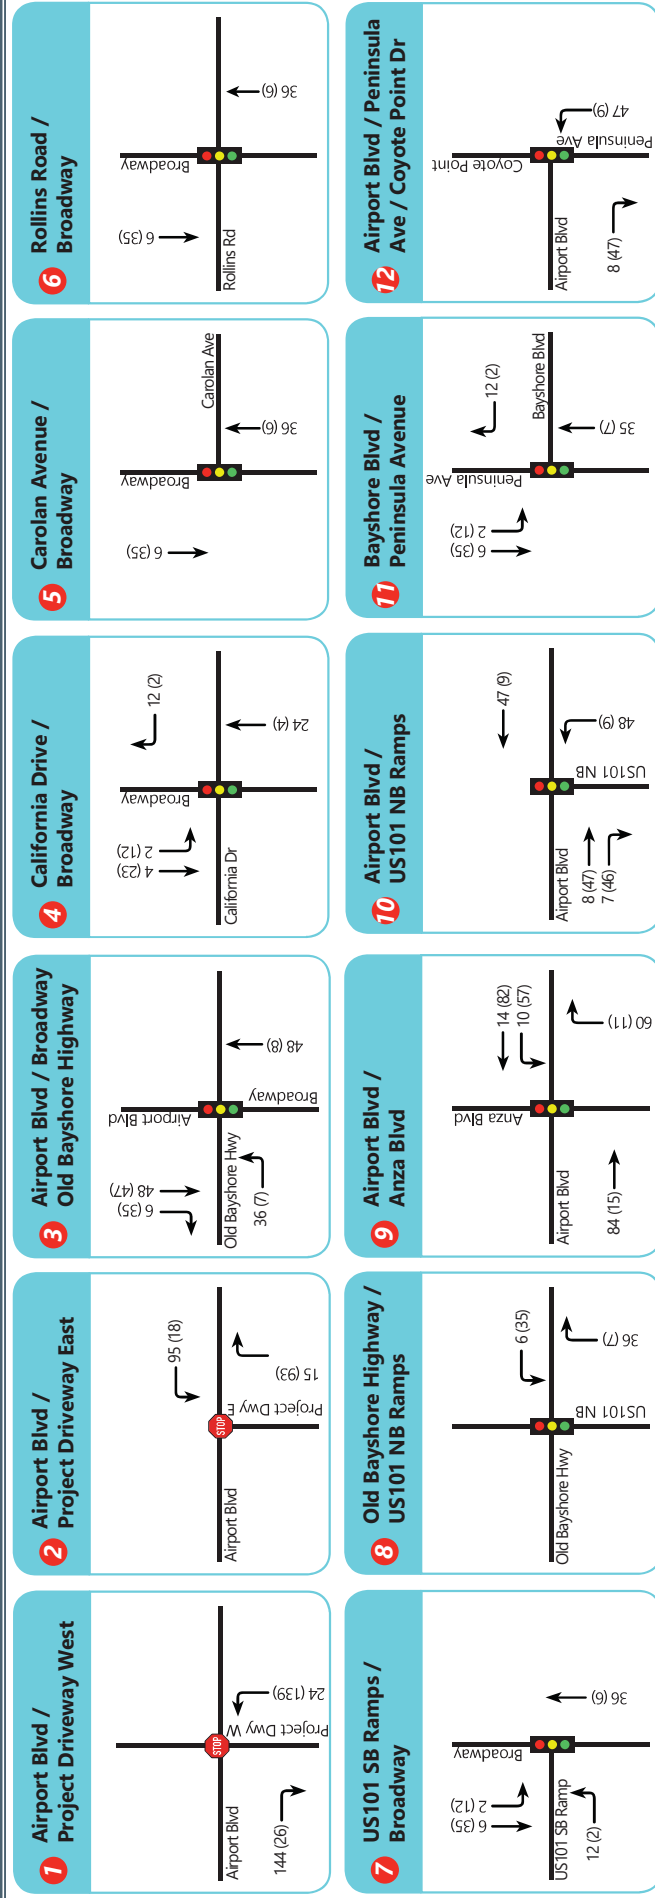 1
Airport Blvd /
Project Driveway West
STOP
Airport Blvd
Project Dwy W
144 (26)
24 (139)
2
Airport Blvd /
Project Driveway East
STOP
Airport Blvd
Project Dwy E
95 (18)
15 (93)
3
Airport Blvd / Broadway
Old Bayshore Highway
Airport Blvd
6 (35)
48 (47)
Old Bayshore Hwy
Broadway
36 (7)
48 (8)
4
California Drive /
Broadway
Broadway
4 (23)
2 (12)
12 (2)
California Dr
24 (4)
5
Carolan Avenue /
Broadway
Broadway
6 (35)
Carolan Ave
36 (6)
6
Rollins Road /
Broadway
Broadway
6 (35)
Rollins Rd
36 (6)
7
US101 SB Ramps /
Broadway
Broadway
6 (35)
2 (12)
US101 SB Ramp
12 (2)
36 (6)
8
Old Bayshore Highway /
US101 NB Ramps
6 (35)
Old Bayshore Hwy
US101 NB
36 (7)
9
Airport Blvd /
Anza Blvd
Anza Blvd
14 (82)
10 (57)
Airport Blvd
84 (15)
60 (11)
10
Airport Blvd /
US101 NB Ramps
47 (9)
Airport Blvd
US101 NB
8 (47)
7 (46)
48 (9)
11
Bayshore Blvd /
Peninsula Avenue
Peninsula Ave
6 (35)
2 (12)
12 (2)
Bayshore Blvd
35 (7)
12
Airport Blvd / Peninsula
Ave / Coyote Point Dr
Coyote Point
Airport Blvd
Peninsula Ave
8 (47)
47 (9)